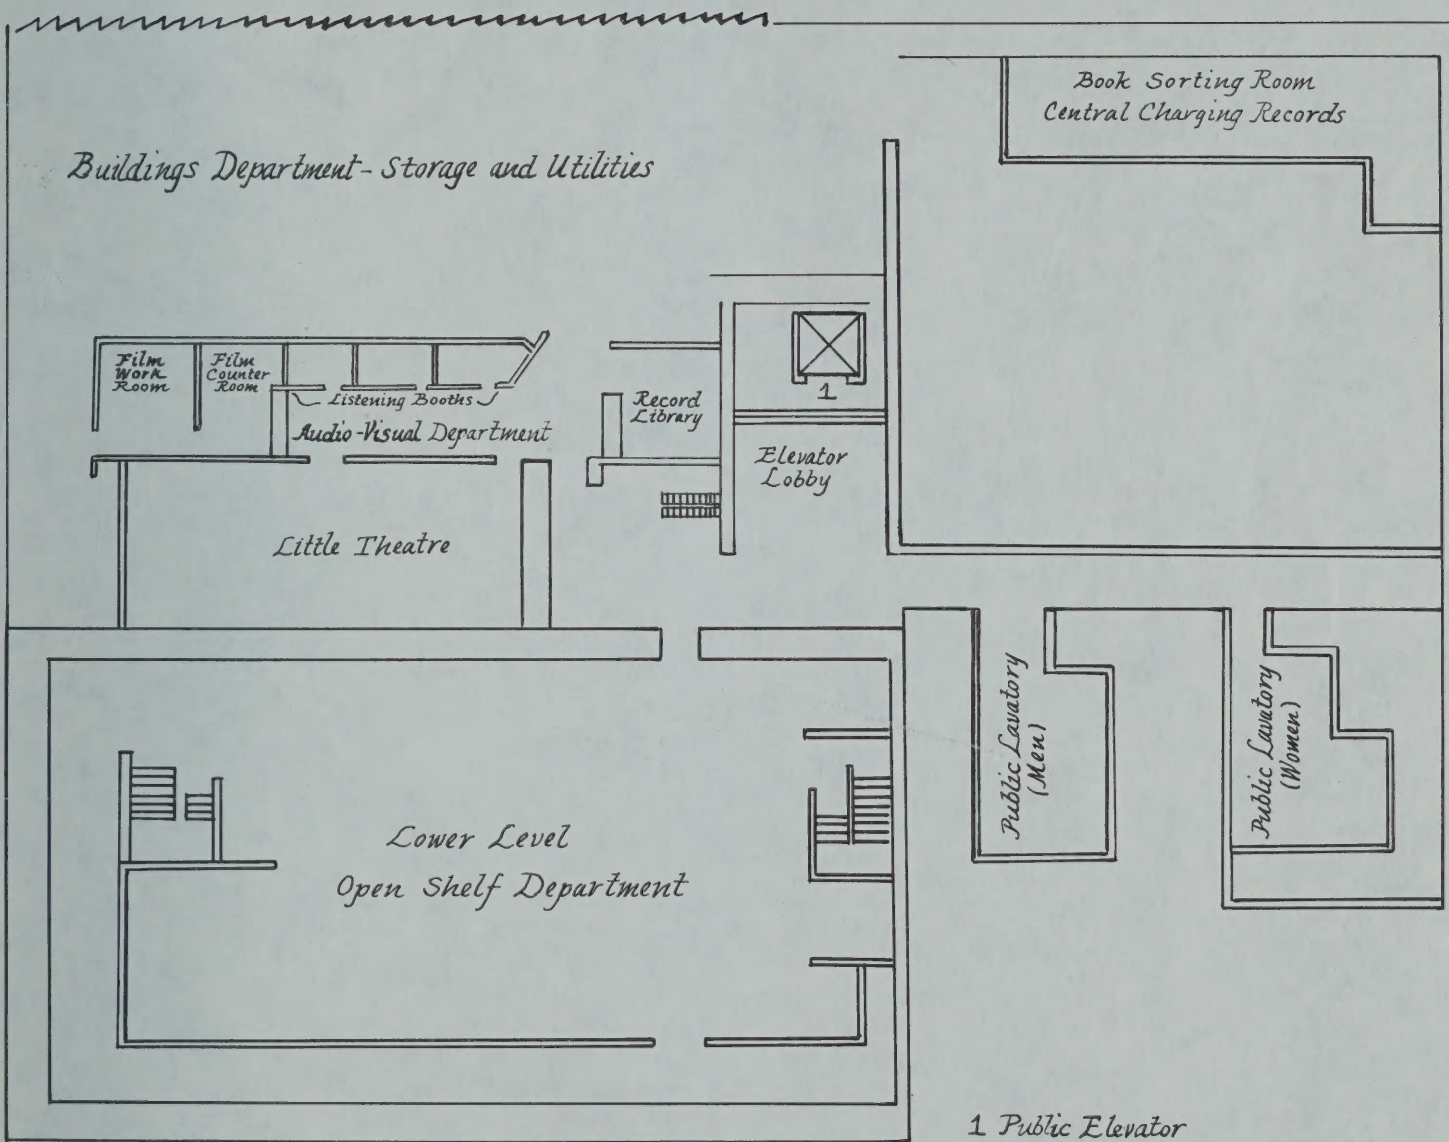 Book Sorting Room
Central Charging Records
Buildings Department - Storage and Utilities
Film
Work
Room
Film
Counter
Room
Listening Booths
Audio-Visual Department
Record
Library
1
Elevator
Lobby
Little Theatre
Public Lavatory
(Men)
Public Lavatory
(Women)
Lower Level
Open Shelf Department
1 Public Elevator